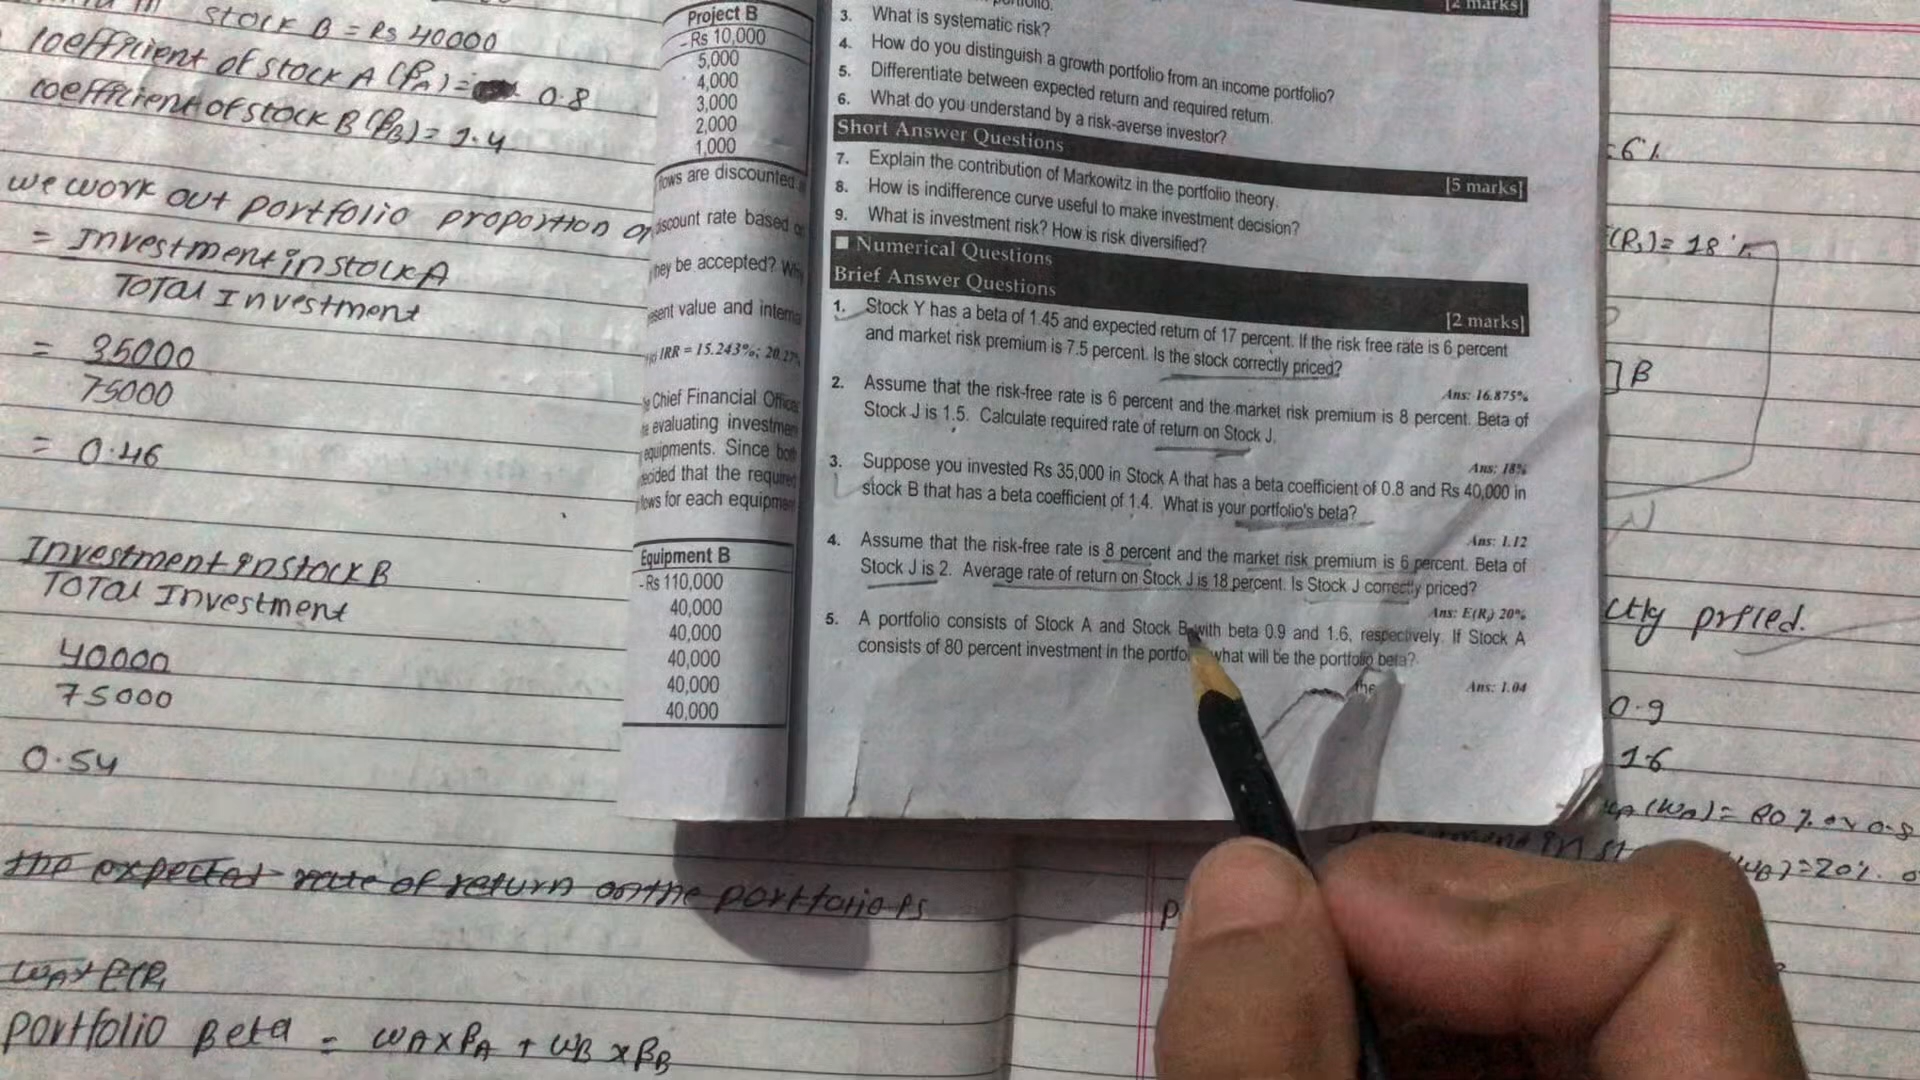 Stock B = Rs 40000
coefficient of stock A (βA) = 0.8
coefficient of stock B (βB) = 1.4
we work out portfolio proportion of
= Investment in stock A
Total Investment
= 35000
75000
= 0.46
Investment in stock B
Total Investment
40000
75000
0.54
the expected rate of return on the portfolio is
Portfolio Beta = wA x βA + wB x βB
Project B
-Rs 10,000
5,000
4,000
3,000
2,000
1,000
flows are discounted
discount rate based
they be accepted?
present value and
IRR = 15.243%;
Chief Financial
evaluating
equipments. Since
decided that the
flows for each
Equipment B
-Rs 110,000
40,000
40,000
40,000
40,000
40,000
[2 marks]
3. What is systematic risk?
4. How do you distinguish a growth portfolio from an income portfolio?
5. Differentiate between expected return and required return.
6. What do you understand by a risk-averse investor?
Short Answer Questions [5 marks]
7. Explain the contribution of Markowitz in the portfolio theory.
8. How is indifference curve useful to make investment decision?
9. What is investment risk? How is risk diversified?
Numerical Questions
Brief Answer Questions [2 marks]
1. Stock Y has a beta of 1.45 and expected return of 17 percent. If the risk free rate is 6 percent
and market risk premium is 7.5 percent. Is the stock correctly priced?
Ans: 16.875%
2. Assume that the risk-free rate is 6 percent and the market risk premium is 8 percent. Beta of
Stock J is 1.5. Calculate required rate of return on Stock J.
Ans: 18%
3. Suppose you invested Rs 35,000 in Stock A that has a beta coefficient of 0.8 and Rs 40,000 in
stock B that has a beta coefficient of 1.4. What is your portfolio's beta?
Ans: 1.12
4. Assume that the risk-free rate is 8 percent and the market risk premium is 6 percent. Beta of
Stock J is 2. Average rate of return on Stock J is 18 percent. Is Stock J correctly priced?
Ans: E(Rj) 20%
5. A portfolio consists of Stock A and Stock B with beta 0.9 and 1.6, respectively. If Stock A
consists of 80 percent investment in the what will be the portfolio beta?
the
Ans: 1.04
= 6%
(Rj) = 18%
] B
priced.
0.9
1.6
(wA) = 80% or 0.8
= 20%